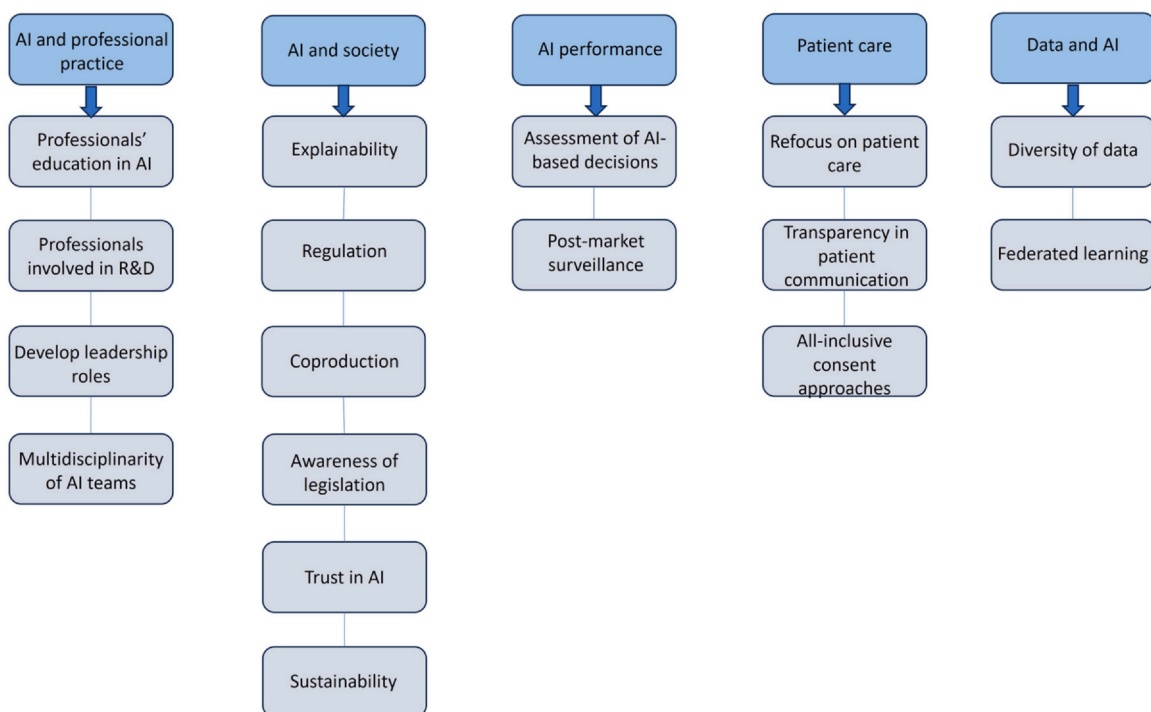 AI and professional
practice
Professionals'
education in AI
Professionals
involved in R&D
Develop leadership
roles
Multidisciplinarity
of AI teams
AI and society
Explainability
Regulation
Coproduction
Awareness of
legislation
Trust in AI
Sustainability
AI performance
Assessment of AI-
based decisions
Post-market
surveillance
Patient care
Refocus on patient
care
Transparency in
patient
communication
All-inclusive
consent
approaches
Data and AI
Diversity of data
Federated learning